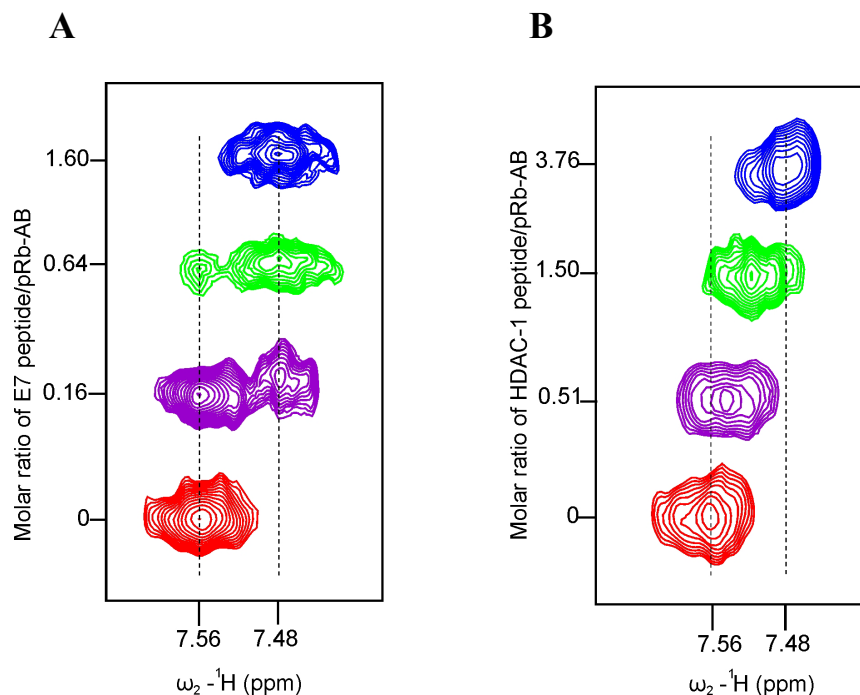 A
Molar ratio of E7 peptide/pRb-AB
1.60
0.64
0.16
0
7.56 7.48
ω₂ -¹H (ppm)
B
Molar ratio of HDAC-1 peptide/pRb-AB
3.76
1.50
0.51
0
7.56 7.48
ω₂ -¹H (ppm)